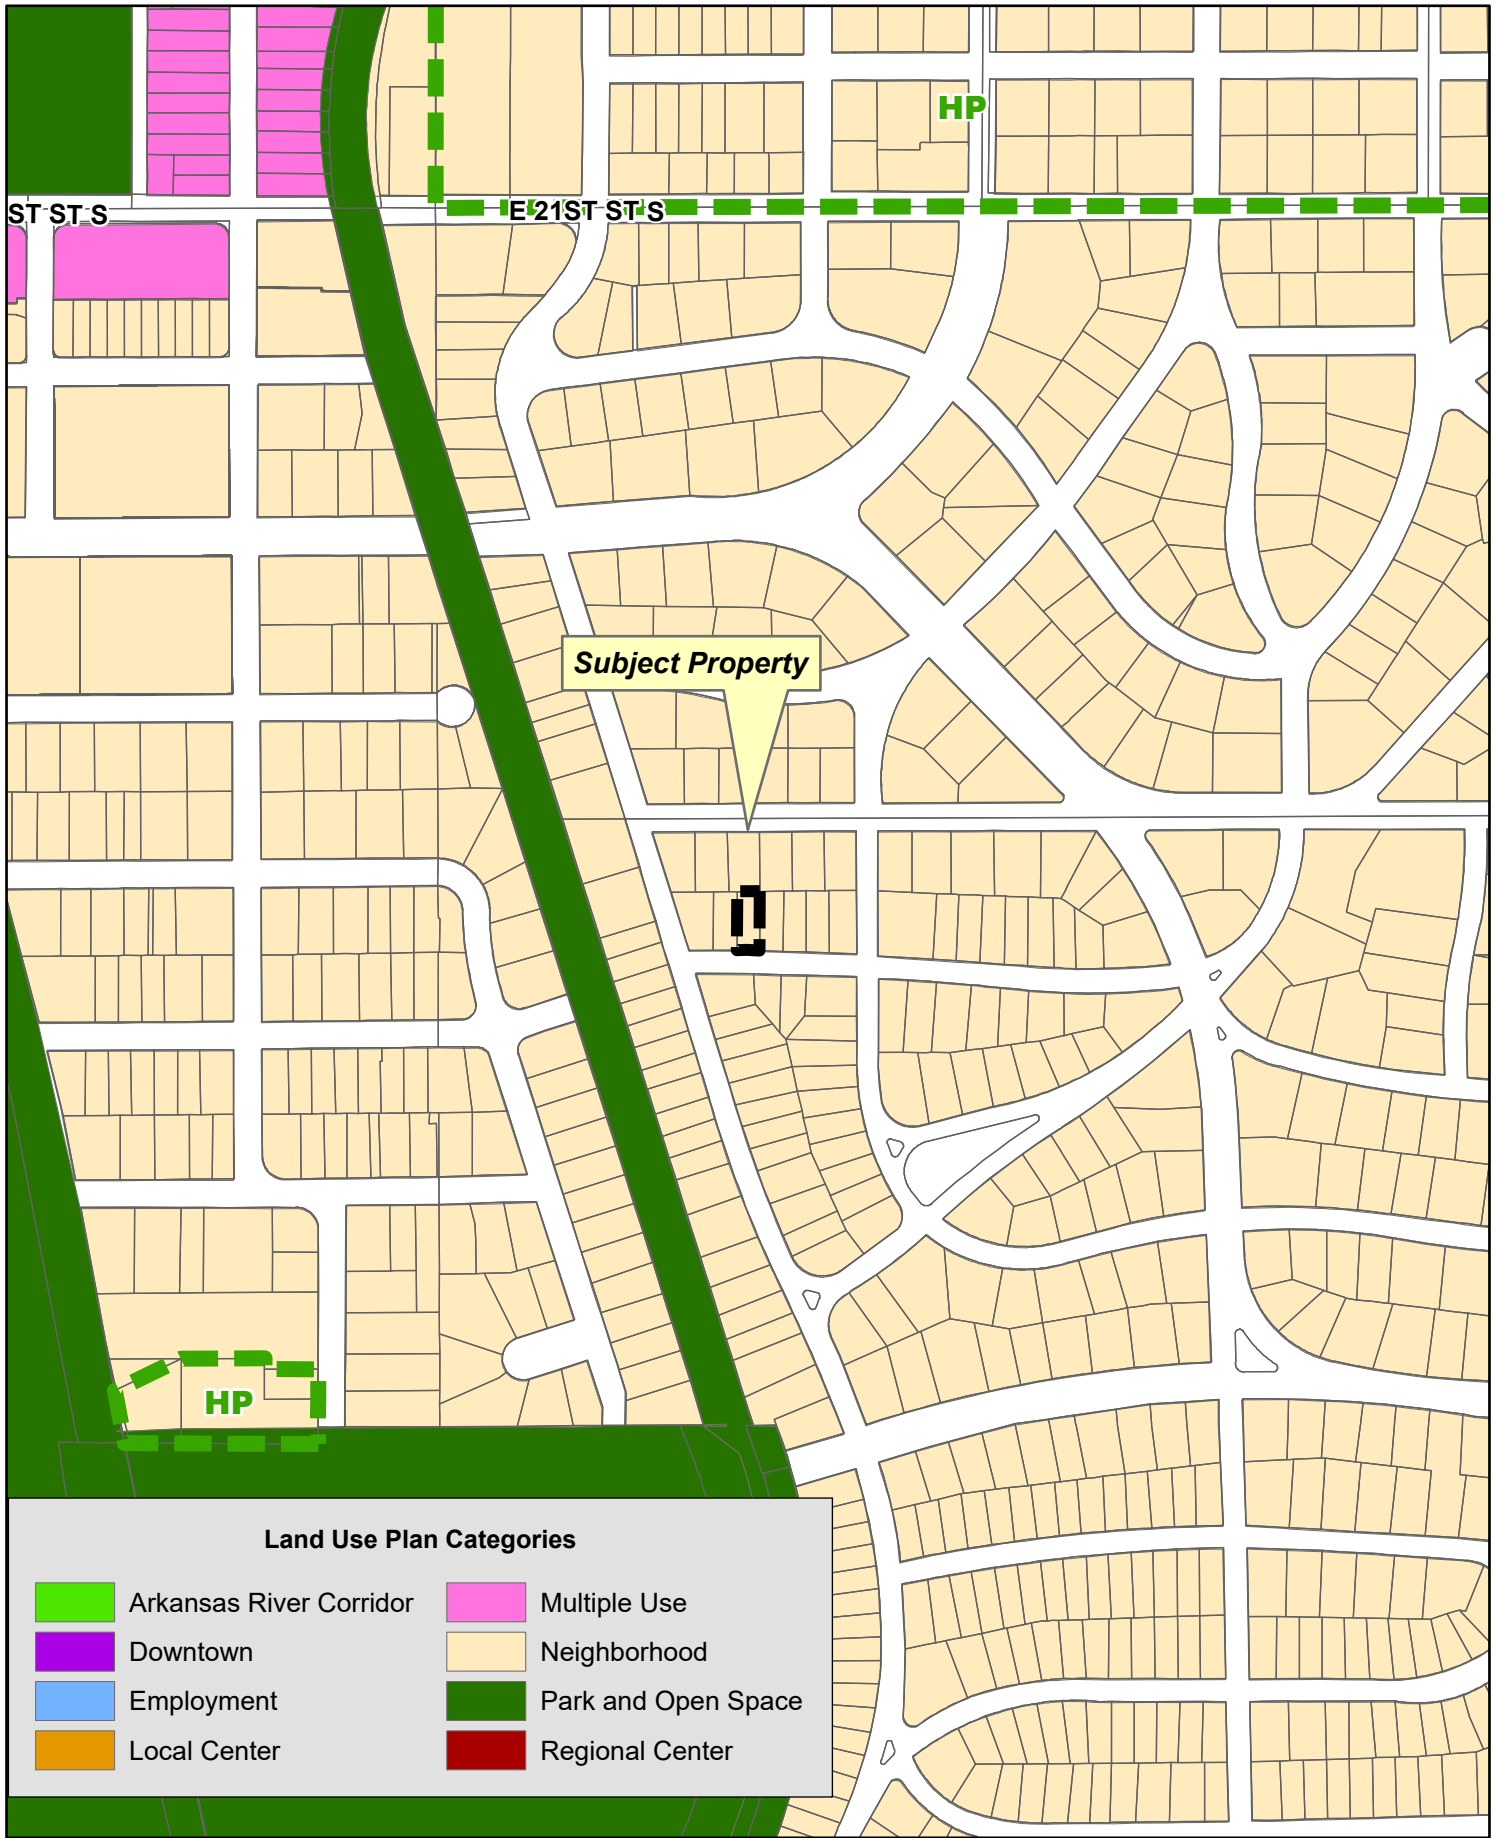 HP
ST ST S
E 21ST ST S
Subject Property
HP
Land Use Plan Categories
Arkansas River Corridor
Multiple Use
Downtown
Neighborhood
Employment
Park and Open Space
Local Center
Regional Center